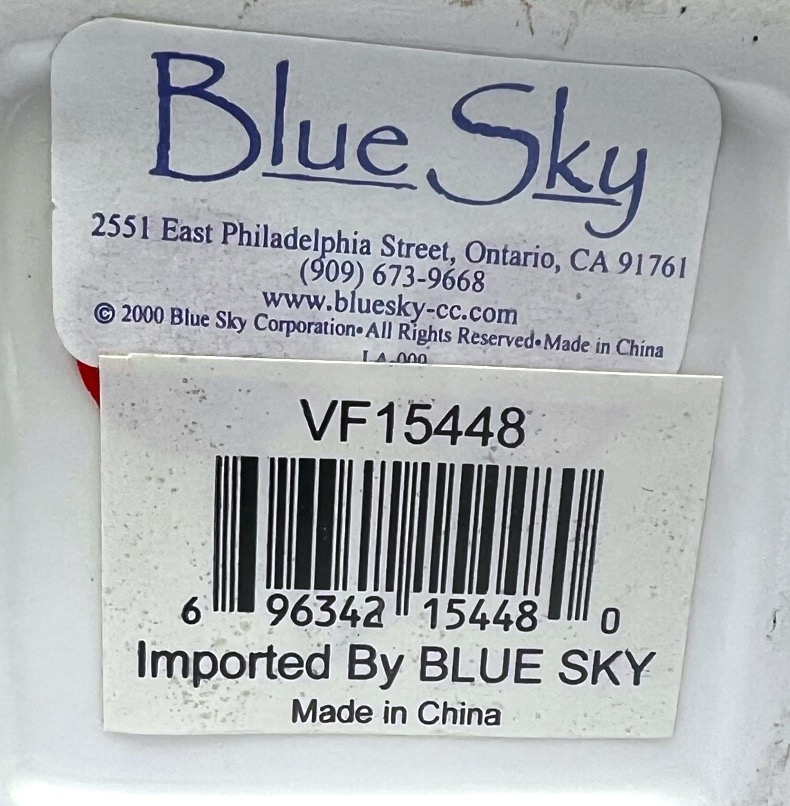 Blue Sky
2551 East Philadelphia Street, Ontario, CA 91761
(909) 673-9668
www.bluesky-cc.com
© 2000 Blue Sky Corporation•All Rights Reserved•Made in China
VF15448
6 96342 15448 0
Imported By BLUE SKY
Made in China